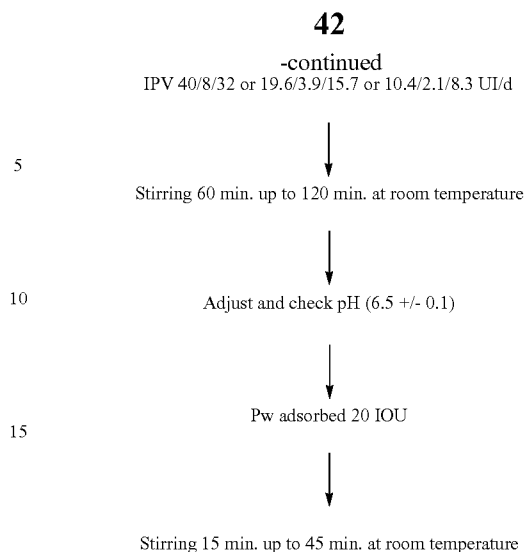 42
-continued
IPV 40/8/32 or 19.6/3.9/15.7 or 10.4/2.1/8.3 UI/d
5
Stirring 60 min. up to 120 min. at room temperature
10
Adjust and check pH (6.5 +/- 0.1)
Pw adsorbed 20 IOU
15
Stirring 15 min. up to 45 min. at room temperature